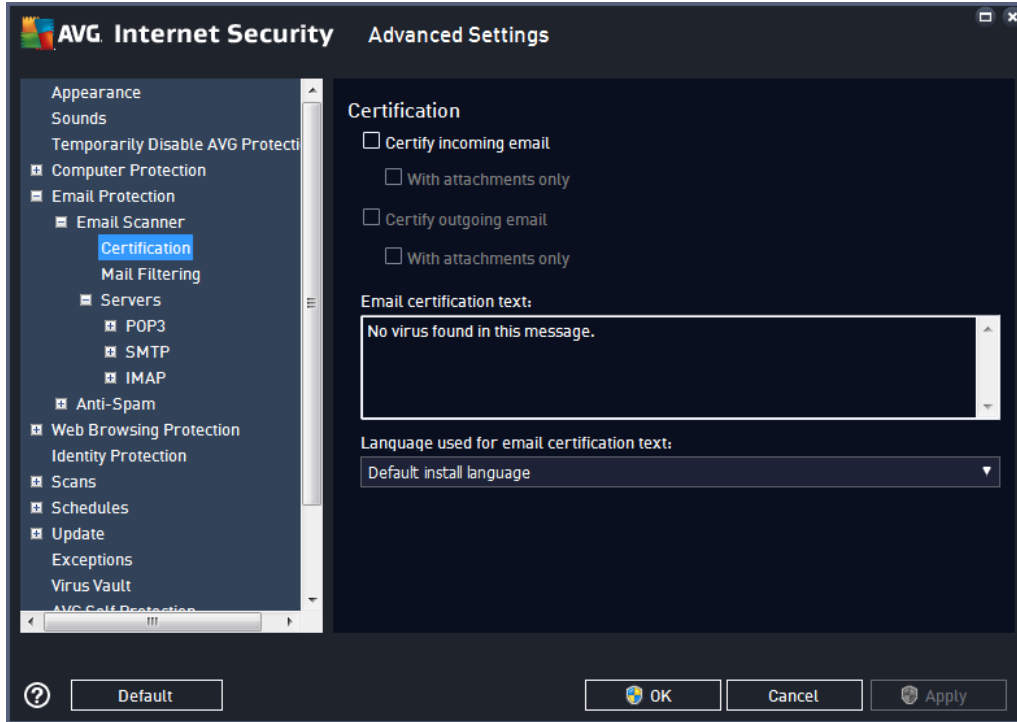 AVG. Internet Security Advanced Settings
Appearance
Sounds
Temporarily Disable AVG Protecti
Computer Protection
Email Protection
Email Scanner
Certification
Mail Filtering
Servers
POP3
SMTP
IMAP
Anti-Spam
Web Browsing Protection
Identity Protection
Scans
Schedules
Update
Exceptions
Virus Vault
AVG Self Protection
Certification
Certify incoming email
With attachments only
Certify outgoing email
With attachments only
Email certification text:
No virus found in this message.
Language used for email certification text:
Default install language
Default
OK
Cancel
Apply